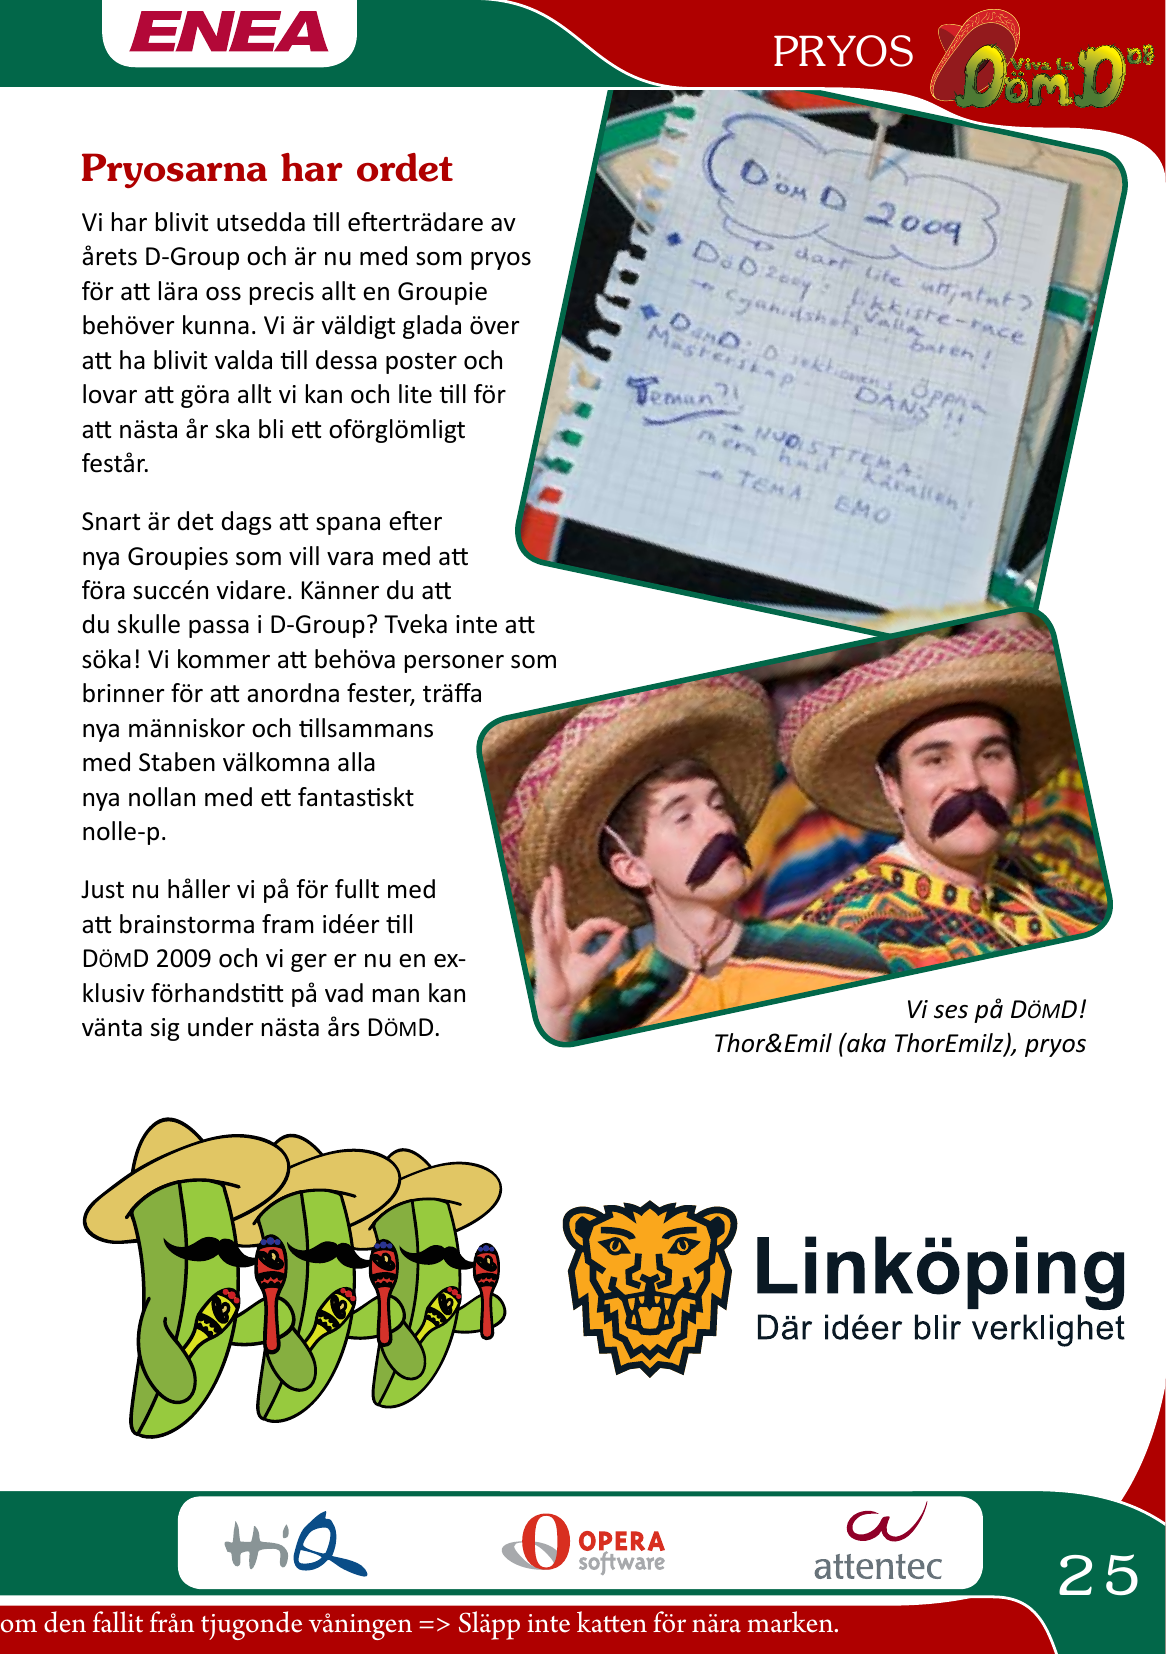 ENEA
PRYOS
Viva la
DömD 08
Pryosarna har ordet
Vi har blivit utsedda till efterträdare av
årets D-Group och är nu med som pryos
för att lära oss precis allt en Groupie
behöver kunna. Vi är väldigt glada över
att ha blivit valda till dessa poster och
lovar att göra allt vi kan och lite till för
att nästa år ska bli ett oförglömligt
festår.
Snart är det dags att spana efter
nya Groupies som vill vara med att
föra succén vidare. Känner du att
du skulle passa i D-Group? Tveka inte att
söka! Vi kommer att behöva personer som
brinner för att anordna fester, träffa
nya människor och tillsammans
med Staben välkomna alla
nya nollan med ett fantastiskt
nolle-p.
Just nu håller vi på för fullt med
att brainstorma fram idéer till
DÖMD 2009 och vi ger er nu en ex-
klusiv förhandstitt på vad man kan
vänta sig under nästa års DÖMD.
DÖMD 2009
dart lite uttjatat?
DÖD 2009: likkiste-race
→ cyanidshots i Valla baren!
DömD: D sektionens öppna
Mästerskap DANS!!
Teman?!
→ NUDISTTEMA:
mera hud i Kårallen!
→ TEMA: EMO
Vi ses på DÖMD!
Thor&Emil (aka ThorEmilz), pryos
Linköping
Där idéer blir verklighet
HiQ
OPERA
software
attentec
25
om den fallit från tjugonde våningen => Släpp inte katten för nära marken.